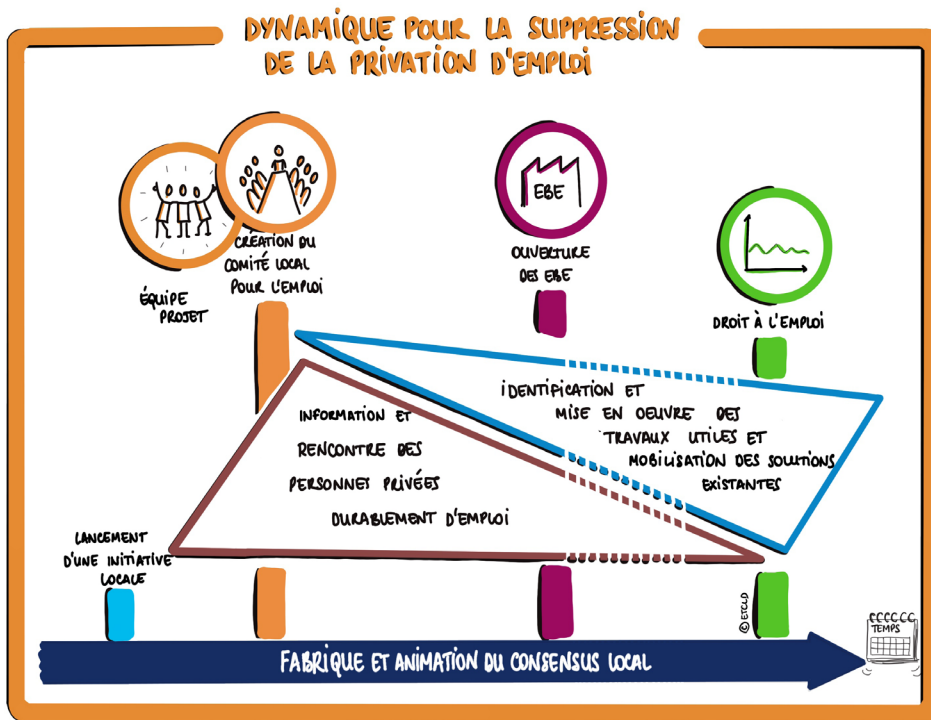 DYNAMIQUE POUR LA SUPPRESSION
DE LA PRIVATION D'EMPLOI
CRÉATION DU
COMITÉ LOCAL
POUR L'EMPLOI
ÉQUIPE
PROJET
EBE
OUVERTURE
DES EBE
DROIT À L'EMPLOI
IDENTIFICATION ET
MISE EN OEUVRE DES
TRAVAUX UTILES ET
MOBILISATION DES SOLUTIONS
EXISTANTES
INFORMATION ET
RENCONTRE DES
PERSONNES PRIVÉES
DURABLEMENT D'EMPLOI
LANCEMENT
D'UNE INITIATIVE
LOCALE
© ETCLD
TEMPS
FABRIQUE ET ANIMATION DU CONSENSUS LOCAL